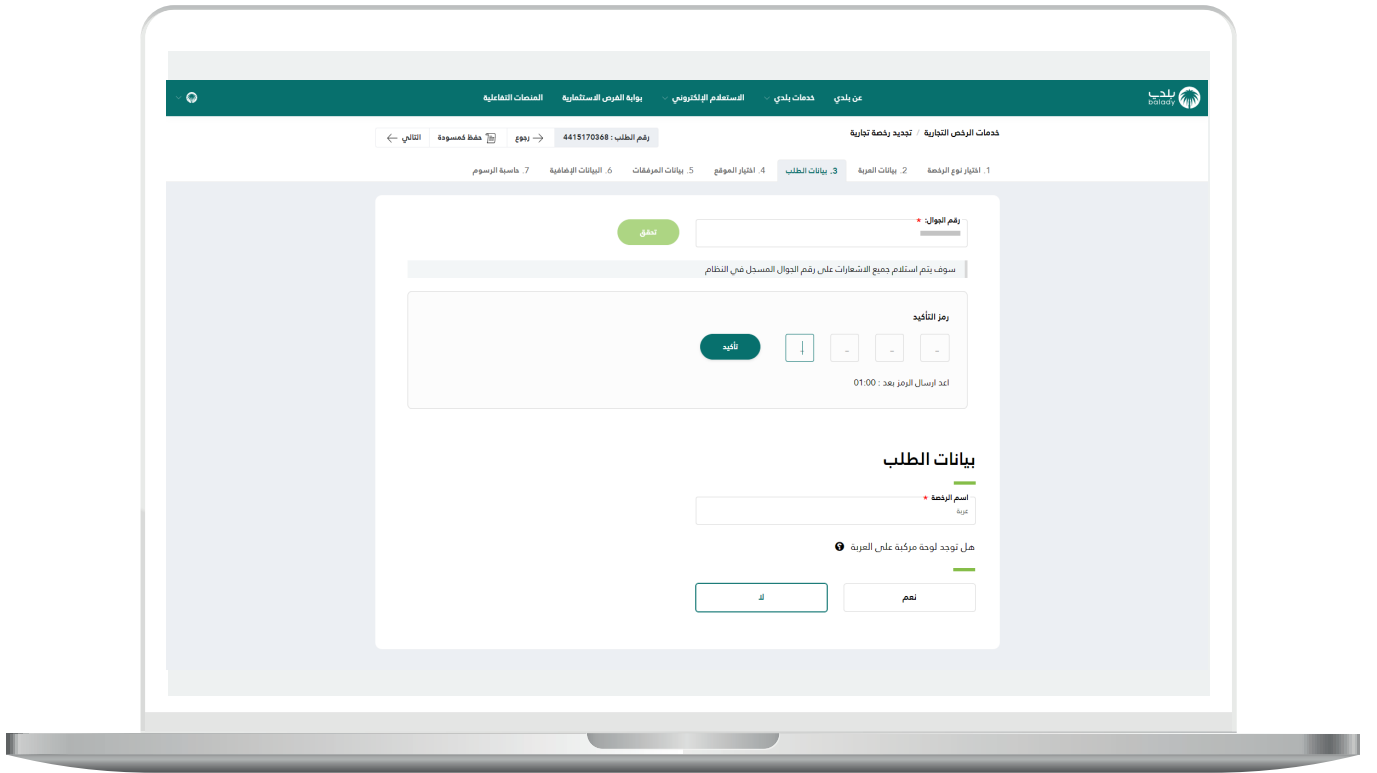 بلدي
balady
عن بلدي
خدمات بلدي
الاستعلام الإلكتروني
بوابة الفرص الاستثمارية
المنصات التفاعلية
خدمات الرخص التجارية / تجديد رخصة تجارية
رقم الطلب : 4415170368
رجوع
حفظ كمسودة
التالي
1. اختيار نوع الرخصة
2. بيانات العربة
3. بيانات الطلب
4. اختيار الموقع
5. بيانات المرفقات
6. البيانات الإضافية
7. حاسبة الرسوم
رقم الجوال: *
تحقق
سوف يتم استلام جميع الاشعارات على رقم الجوال المسجل في النظام
رمز التأكيد
- - -
تأكيد
اعد ارسال الرمز بعد : 01:00
بيانات الطلب
اسم الرخصة *
عربة
هل توجد لوحة مركبة على العربة ؟
نعم
لا